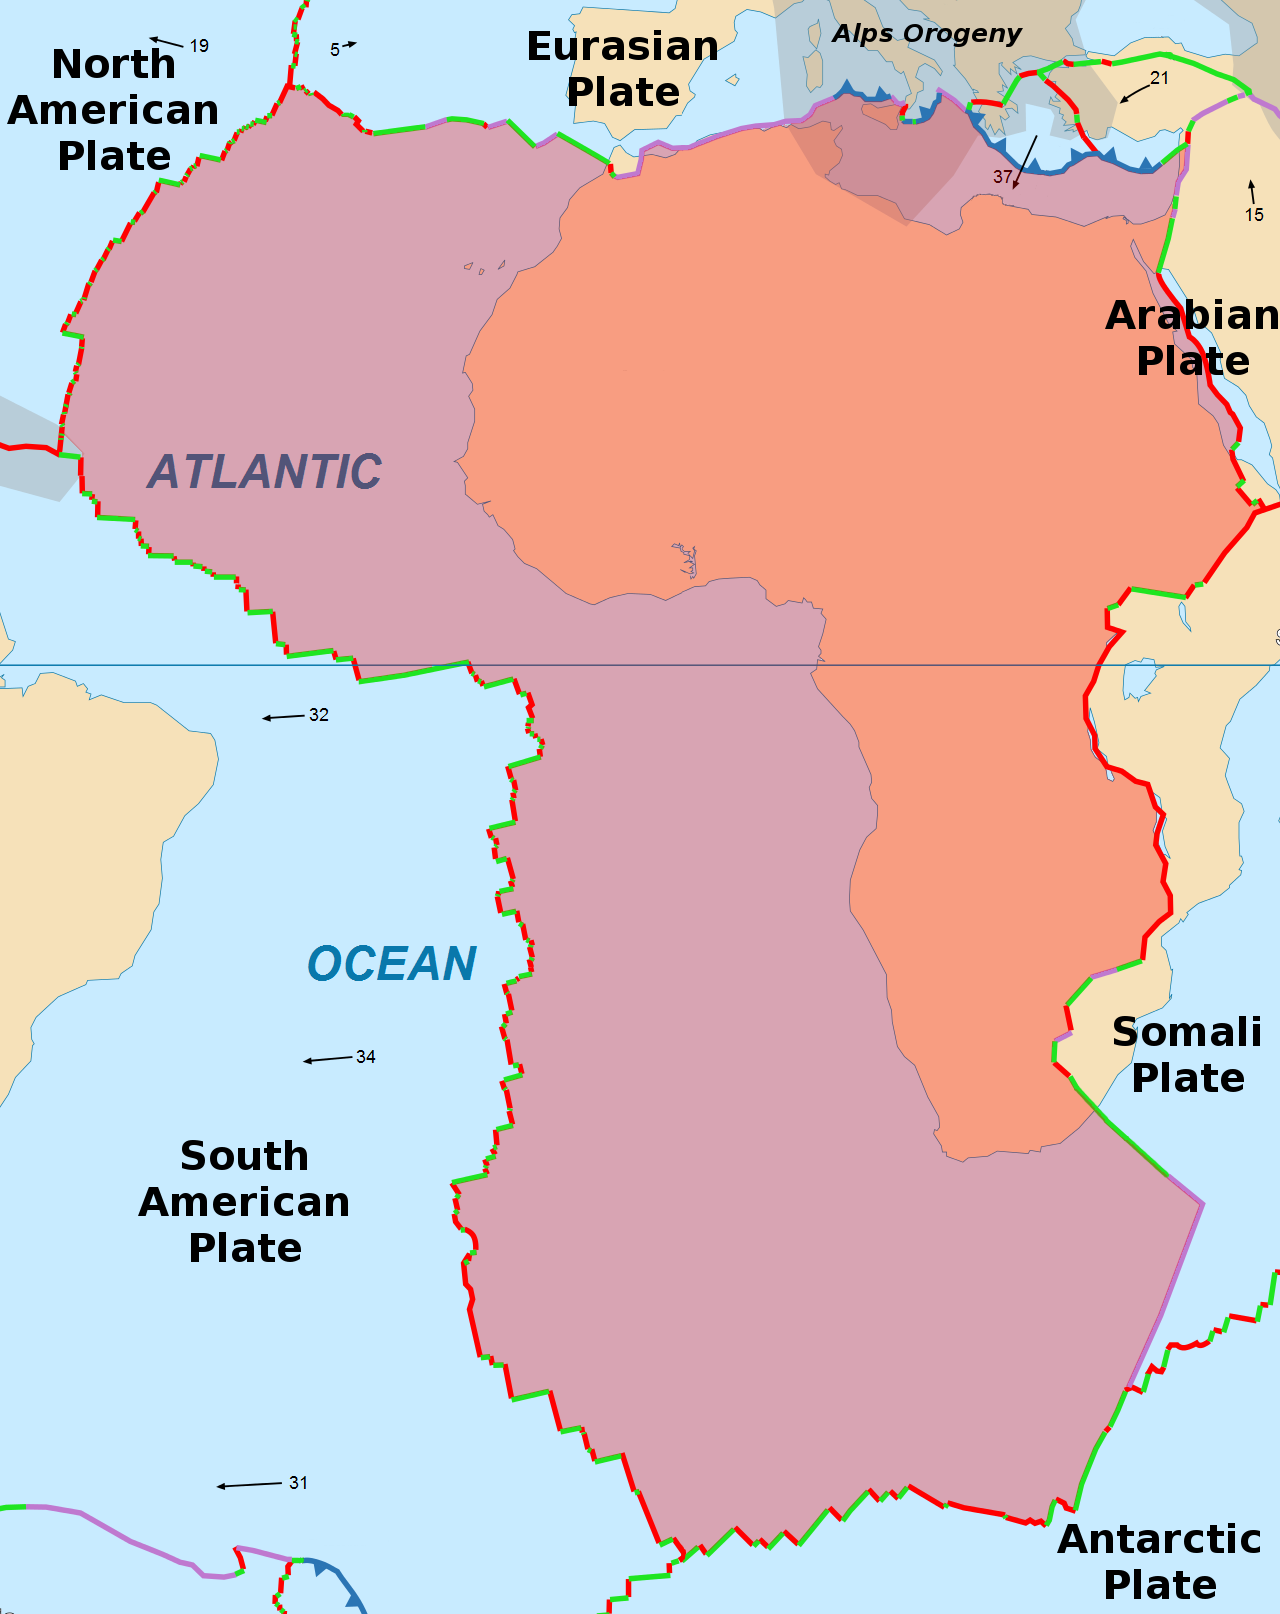 Alps Orogeny
19
5
Eurasian
Plate
North
American
Plate
21
37
15
Arabian
Plate
ATLANTIC
32
OCEAN
34
Somali
Plate
South
American
Plate
31
Antarctic
Plate